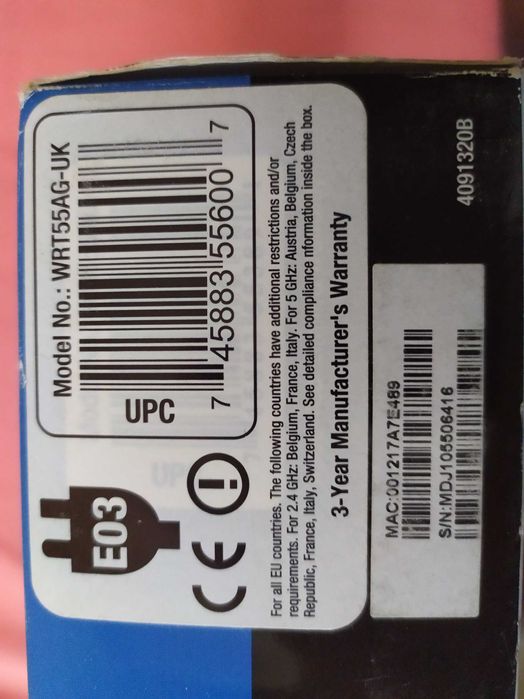 Model No.: WRT55AG-UK
UPC
7 45883 55600 7
E03
CE
For all EU countries. The following countries have additional restrictions and/or
requirements. For 2.4 GHz: Belgium, France, Italy. For 5 GHz: Austria, Belgium, Czech
Republic, France, Italy, Switzerland. See detailed compliance nformation inside the box.
3-Year Manufacturer's Warranty
MAC:001217A7E489
S/N:MDJ105506416
4091320B